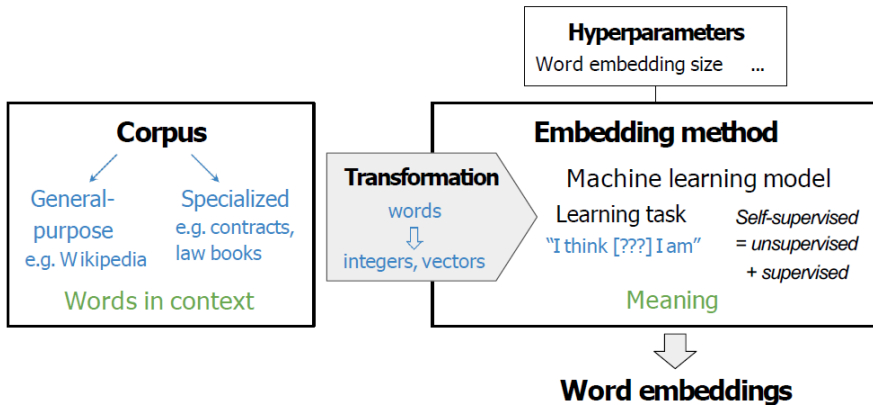 Hyperparameters
Word embedding size ...
Corpus
General-purpose
e.g. Wikipedia
Specialized
e.g. contracts,
law books
Words in context
Transformation
words
integers, vectors
Embedding method
Machine learning model
Learning task
"I think [???] I am"
Self-supervised
= unsupervised
+ supervised
Meaning
Word embeddings